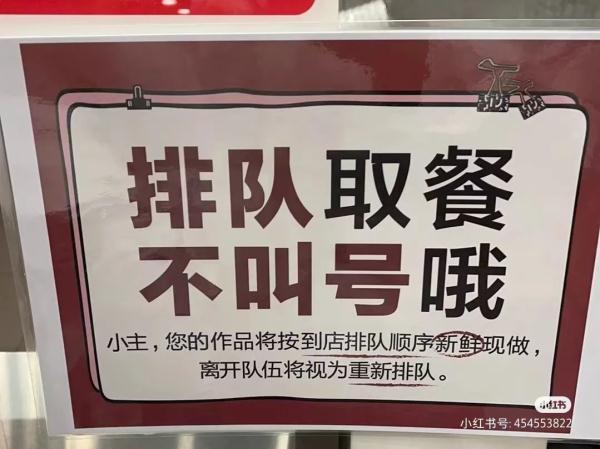 排队取餐
不叫号哦
小主，您的作品将按到店排队顺序新鲜现做，
离开队伍将视为重新排队。
小红书
小红书号: 454553822